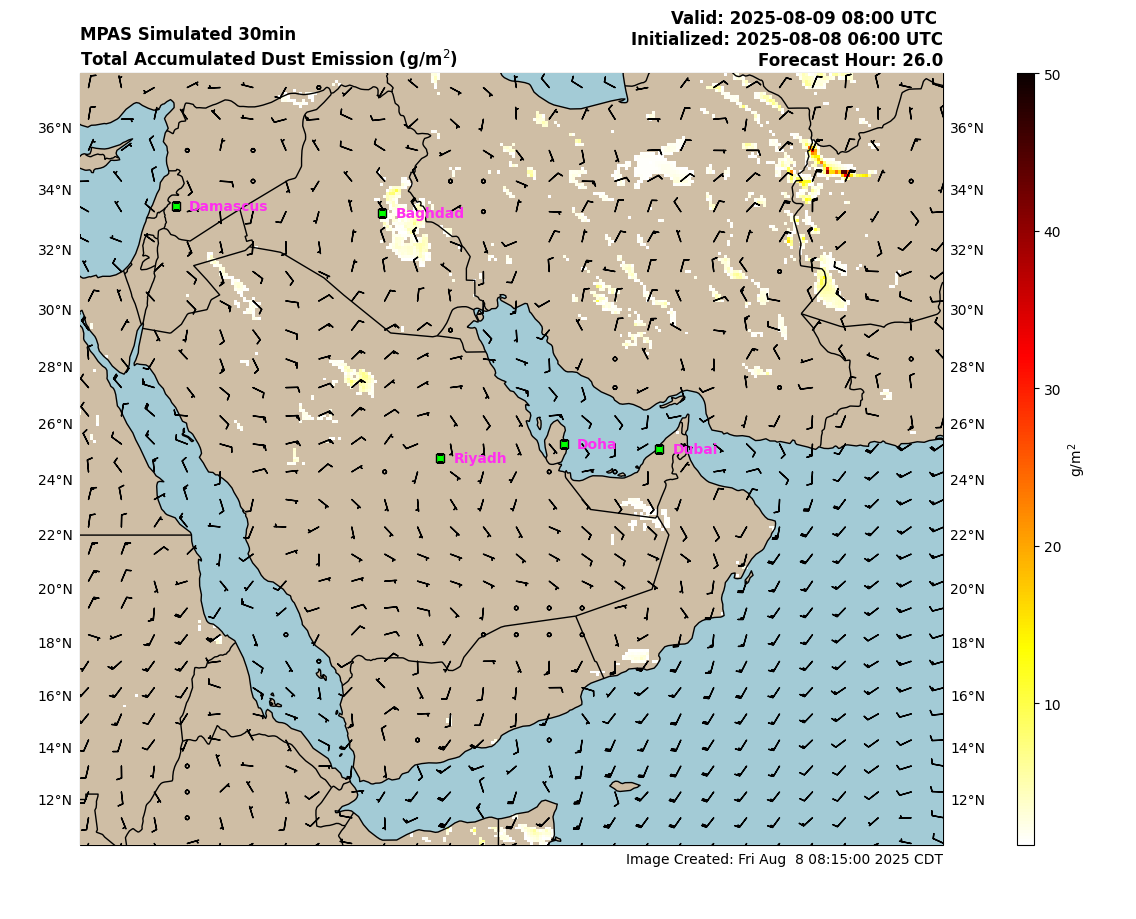 MPAS Simulated 30min
Total Accumulated Dust Emission (g/m²)
Valid: 2025-08-09 08:00 UTC
Initialized: 2025-08-08 06:00 UTC
Forecast Hour: 26.0
36°N
34°N
32°N
30°N
28°N
26°N
24°N
22°N
20°N
18°N
16°N
14°N
12°N
Damascus
Baghdad
Riyadh
Doha
Dubai
36°N
34°N
32°N
30°N
28°N
26°N
24°N
22°N
20°N
18°N
16°N
14°N
12°N
50
40
30
20
10
g/m²
Image Created: Fri Aug  8 08:15:00 2025 CDT